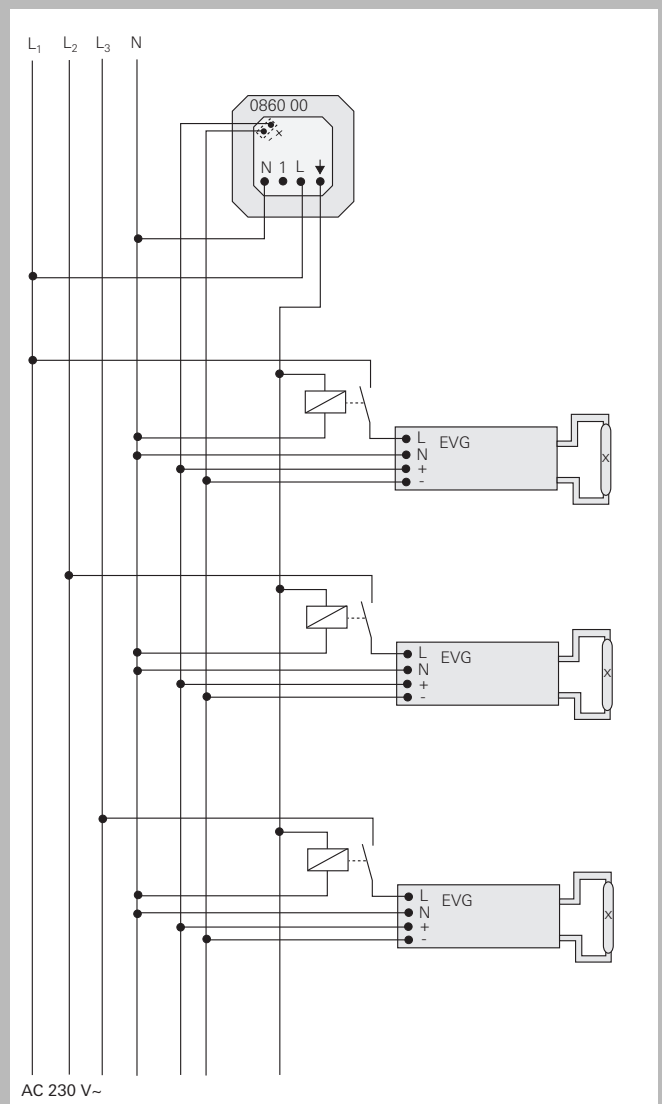 L₁ L₂ L₃ N
0860 00
x
N 1 L
L EVG
N
+
-
x
L EVG
N
+
-
x
L EVG
N
+
-
x
AC 230 V~